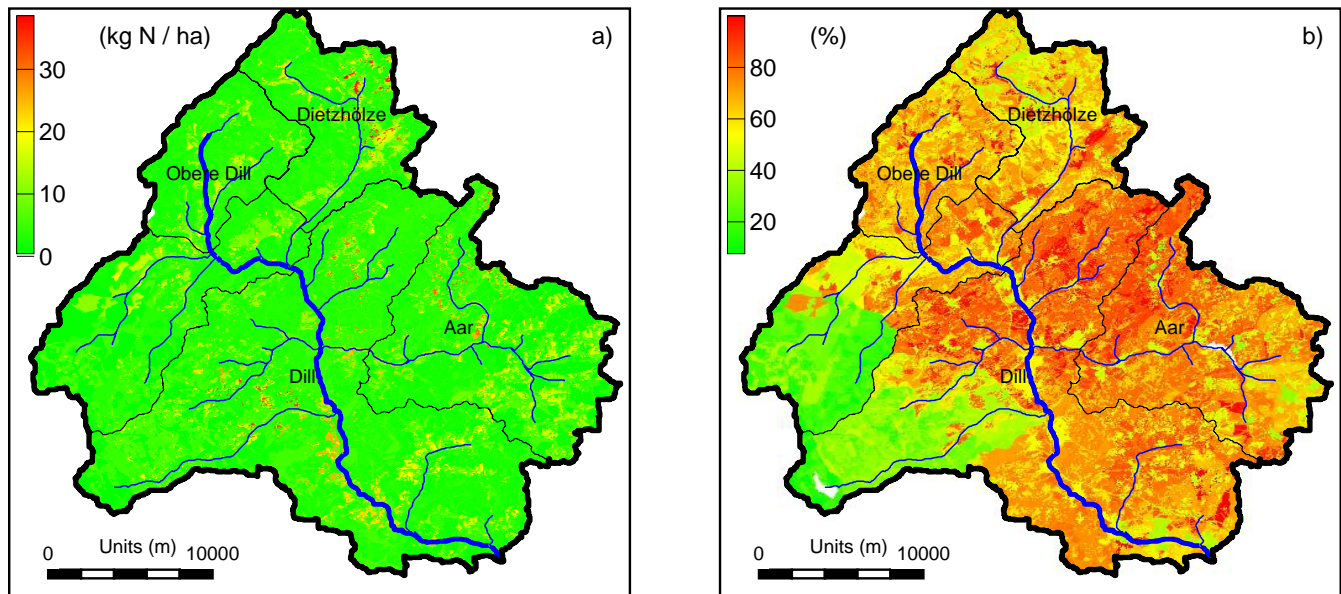 (kg N / ha)
a)
30
20
10
0
Dietzhölze
Obere Dill
Aar
Dill
0 Units (m) 10000
(%)
b)
80
60
40
20
Dietzhölze
Obere Dill
Aar
Dill
0 Units (m) 10000